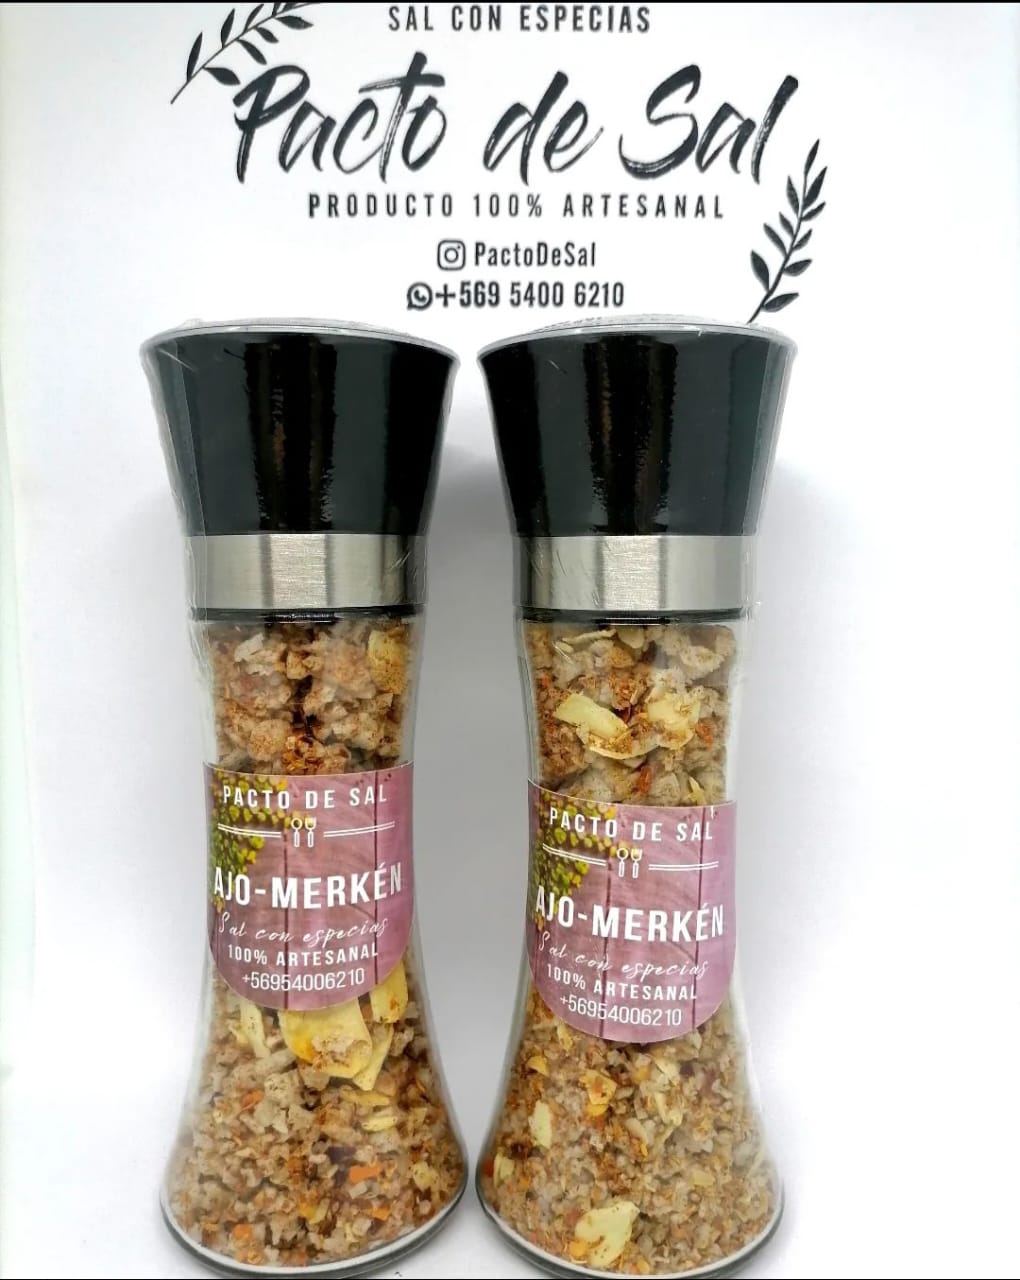 SAL CON ESPECIAS
Pacto de Sal
PRODUCTO 100% ARTESANAL
PactoDeSal
+569 5400 6210
PACTO DE SAL
AJO-MERKÉN
Sal con especias
100% ARTESANAL
+56954006210
PACTO DE SAL
AJO-MERKÉN
Sal con especias
100% ARTESANAL
+56954006210